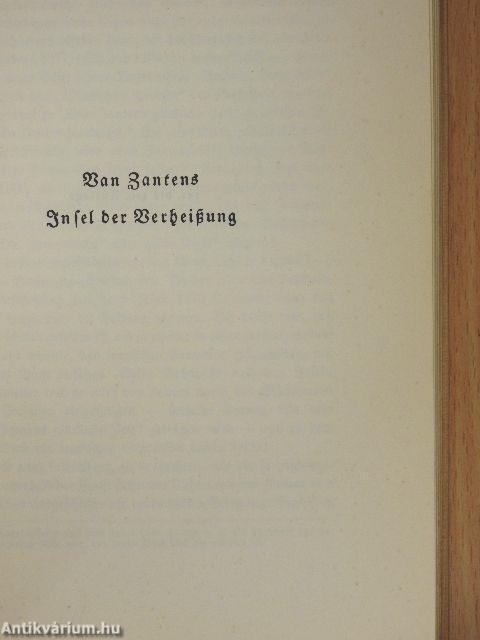 Van Zantens
Insel der Verheißung
Antikvárium.hu